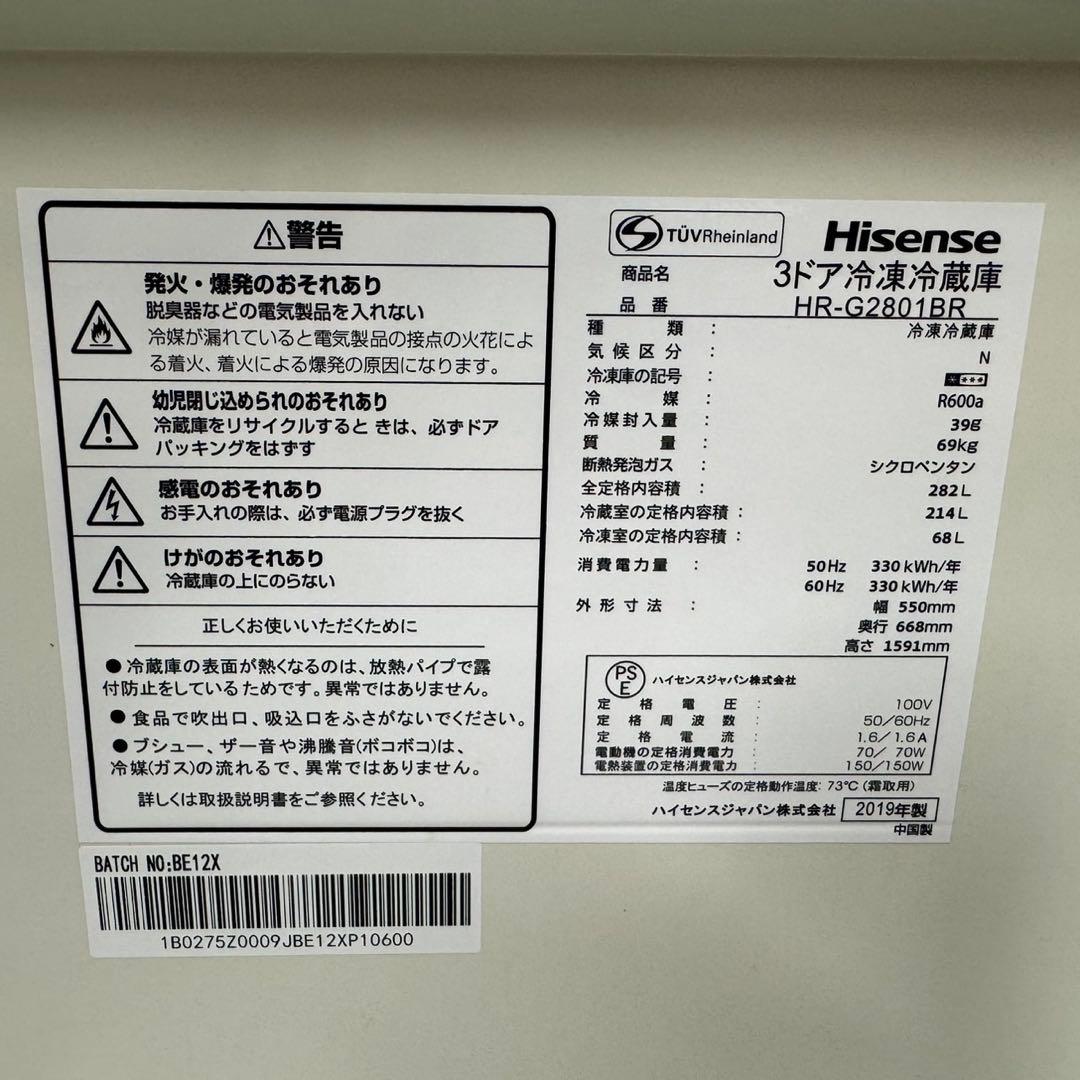 ⚠警告
発火・爆発のおそれあり
脱臭器などの電気製品を入れない
冷媒が漏れていると電気製品の接点の火花によ
る着火、着火による爆発の原因になります。
幼児閉じ込められのおそれあり
冷蔵庫をリサイクルすると きは、必ずドア
パッキングをはずす
感電のおそれあり
お手入れの際は、必ず電源プラグを抜く
けがのおそれあり
冷蔵庫の上にのらない
正しくお使いいただくために
●冷蔵庫の表面が熱くなるのは、放熱パイプで露
付防止をしているためです。異常ではありません。
●食品で吹出口、吸込口をふさがないでください。
●ブシュー、ザー音や沸騰音(ボコボコ)は、
冷媒(ガス)の流れるで、異常ではありません。
詳しくは取扱説明書をご参照ください。
TÜVRheinland
Hisense
商品名 3ドア冷凍冷蔵庫
品番 HR-G2801BR
種類: 冷凍冷蔵庫
気候区分: N
冷凍庫の記号: ****
冷媒: R600a
冷媒封入量: 39g
質量: 69kg
断熱発泡ガス: シクロペンタン
全定格内容積: 282L
冷蔵室の定格内容積: 214L
冷凍室の定格内容積: 68L
消費電力量: 50Hz 330kWh/年
60Hz 330kWh/年
外形寸法: 幅 550mm
奥行 668mm
高さ 1591mm
PSE ハイセンスジャパン株式会社
定格電圧: 100V
定格周波数: 50/60Hz
定格電流: 1.6/1.6A
電動機の定格消費電力: 70/70W
電熱装置の定格消費電力: 150/150W
温度ヒューズの定格動作温度: 73℃(霜取用)
ハイセンスジャパン株式会社 2019年製
中国製
BATCH NO:BE12X
1B0275Z0009JBE12XP10600